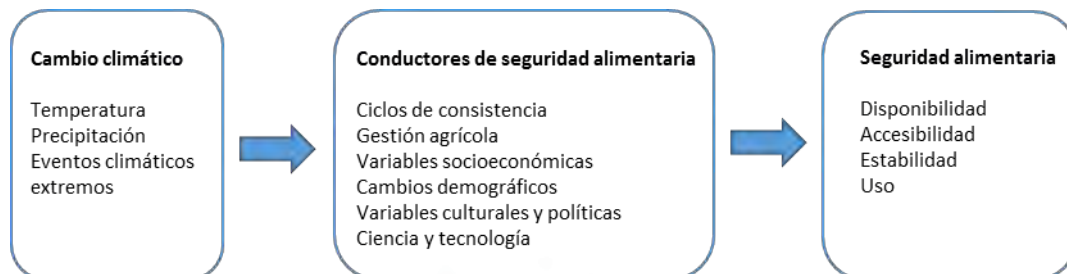 Cambio climático
Temperatura
Precipitación
Eventos climáticos
extremos
Conductores de seguridad alimentaria
Ciclos de consistencia
Gestión agrícola
Variables socioeconómicas
Cambios demográficos
Variables culturales y políticas
Ciencia y tecnología
Seguridad alimentaria
Disponibilidad
Accesibilidad
Estabilidad
Uso